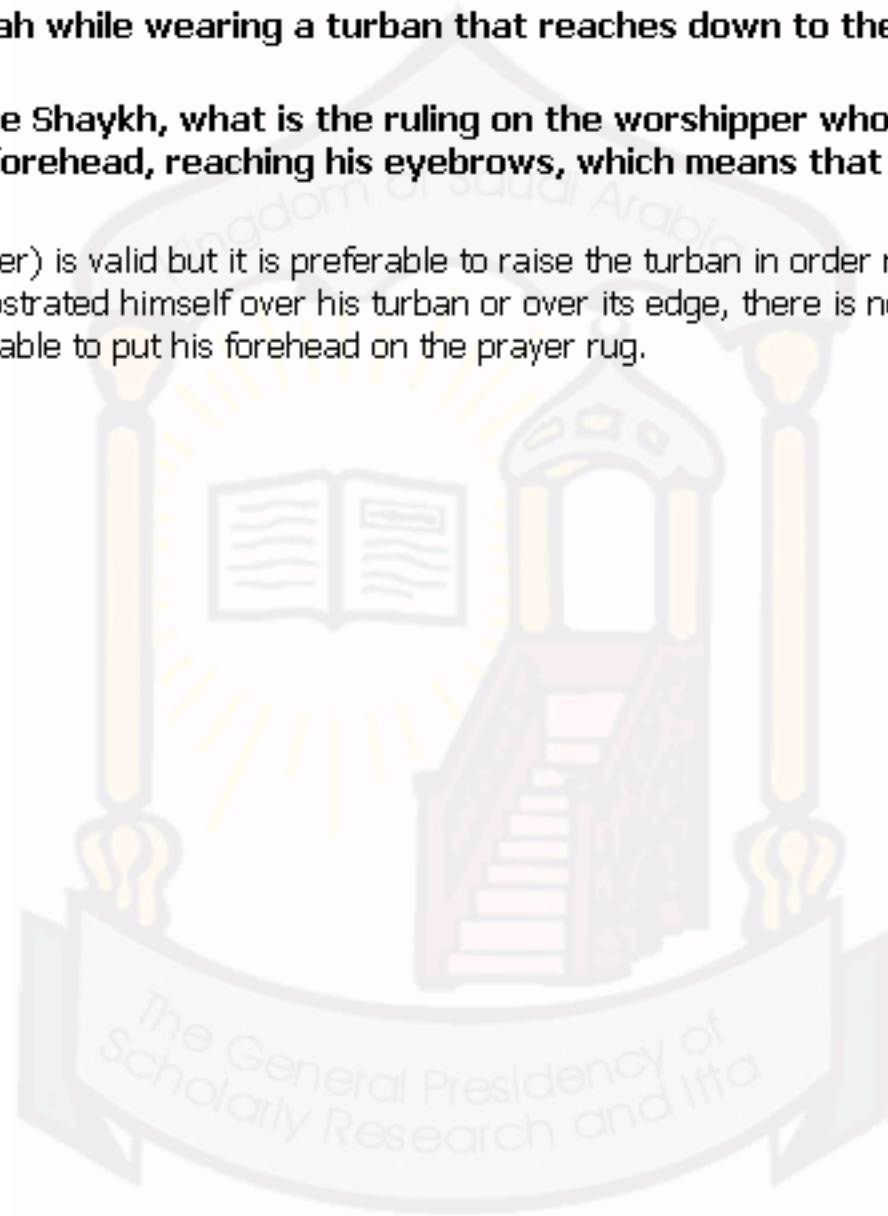 ah while wearing a turban that reaches down to the
e Shaykh, what is the ruling on the worshipper who
forehead, reaching his eyebrows, which means that
er) is valid but it is preferable to raise the turban in order
strated himself over his turban or over its edge, there is
able to put his forehead on the prayer rug.
Kingdom of Saudi Arabia
The General Presidency of
Scholarly Research and Ifta